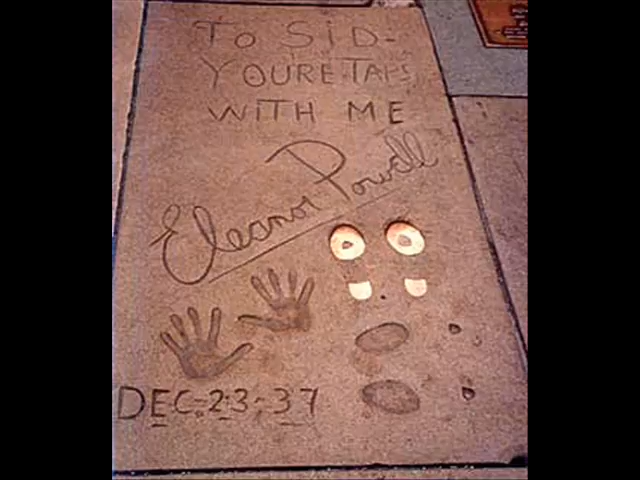 TO SID-
YOURE TAPS
WITH ME
Eleanor Powell
DEC-23-37